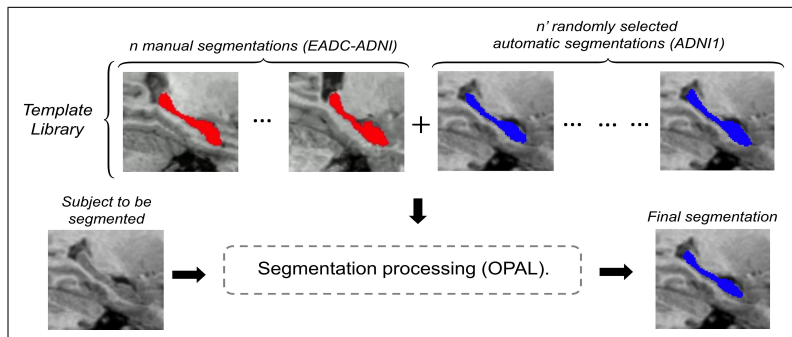 n manual segmentations (EADC-ADNI)
n' randomly selected
automatic segmentations (ADNI1)
Template
Library
... + ... ... ...
Subject to be
segmented
Segmentation processing (OPAL).
Final segmentation